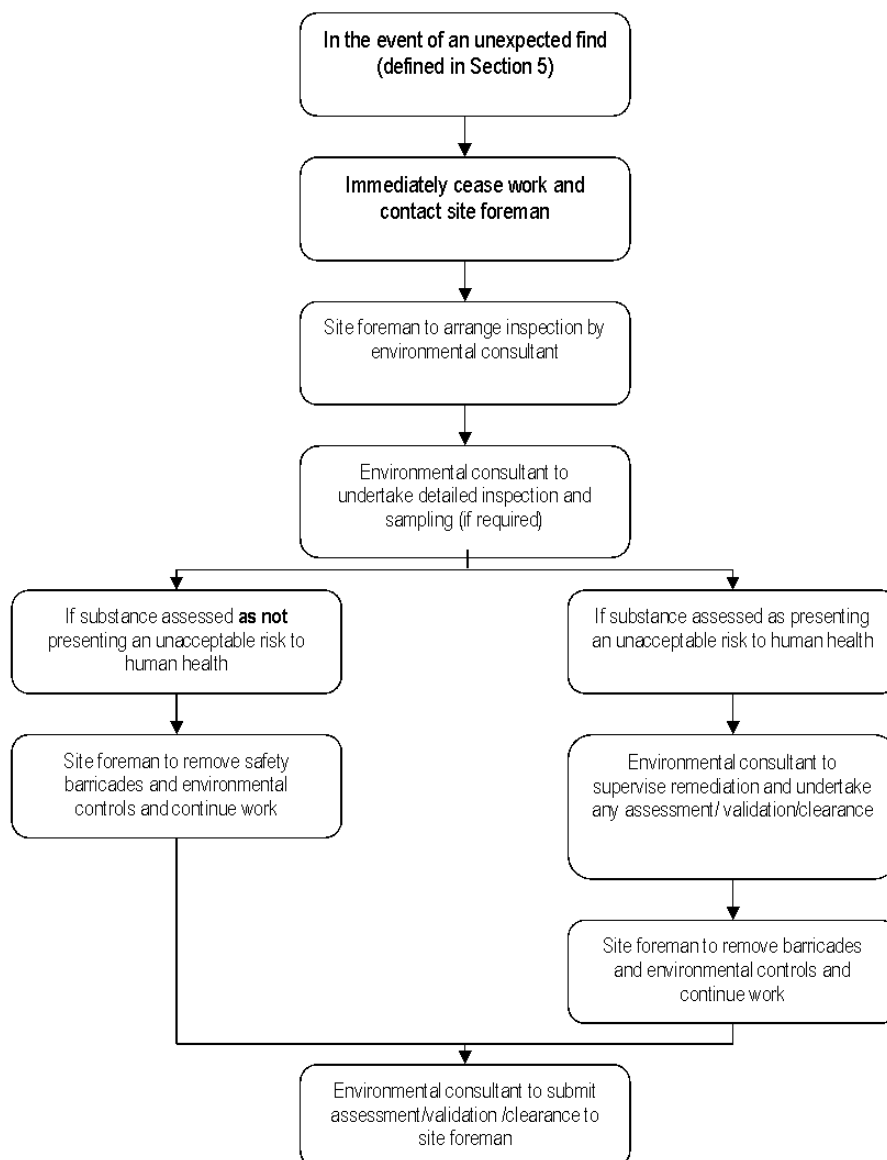 In the event of an unexpected find
(defined in Section 5)
Immediately cease work and
contact site foreman
Site foreman to arrange inspection by
environmental consultant
Environmental consultant to
undertake detailed inspection and
sampling (if required)
If substance assessed as not
presenting an unacceptable risk to
human health
If substance assessed as presenting
an unacceptable risk to human health
Site foreman to remove safety
barricades and environmental
controls and continue work
Environmental consultant to
supervise remediation and undertake
any assessment/ validation/clearance
Site foreman to remove barricades
and environmental controls and
continue work
Environmental consultant to submit
assessment/validation /clearance to
site foreman